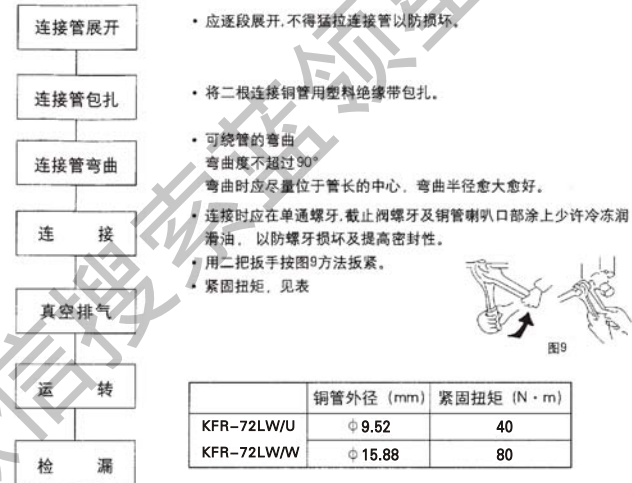 连接管展开
· 应逐段展开,不得猛拉连接管以防损坏。
连接管包扎
· 将二根连接铜管用塑料绝缘带包扎。
连接管弯曲
· 可绕管的弯曲
弯曲度不超过90°
弯曲时应尽量位于管长的中心，弯曲半径愈大愈好。
连 接
· 连接时应在单通螺牙,截止阀螺牙及铜管喇叭口部涂上少许冷冻润
滑油， 以防螺牙损坏及提高密封性。
· 用二把扳手按图9方法扳紧。
· 紧固扭矩，见表
真空排气
图9
运 转
检 漏
铜管外径 (mm) 紧固扭矩 (N·m)
KFR-72LW/U φ9.52 40
KFR-72LW/W φ15.88 80
微信搜索蓝领星